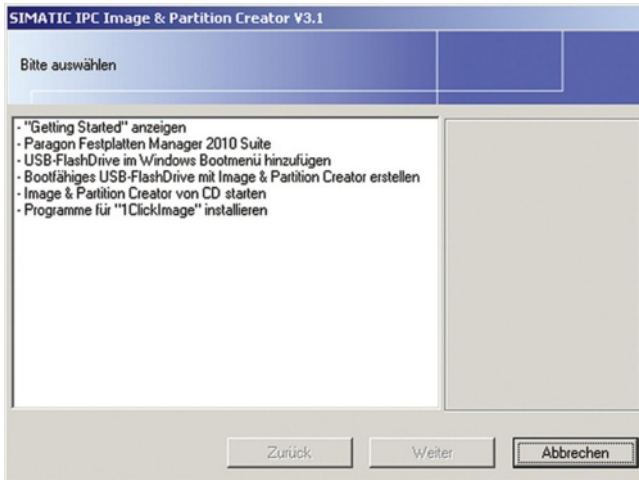 SIMATIC IPC Image & Partition Creator V3.1
Bitte auswählen
- "Getting Started" anzeigen
- Paragon Festplatten Manager 2010 Suite
- USB-FlashDrive im Windows Bootmenü hinzufügen
- Bootfähiges USB-FlashDrive mit Image & Partition Creator erstellen
- Image & Partition Creator von CD starten
- Programme für "1ClickImage" installieren
Zurück
Weiter
Abbrechen